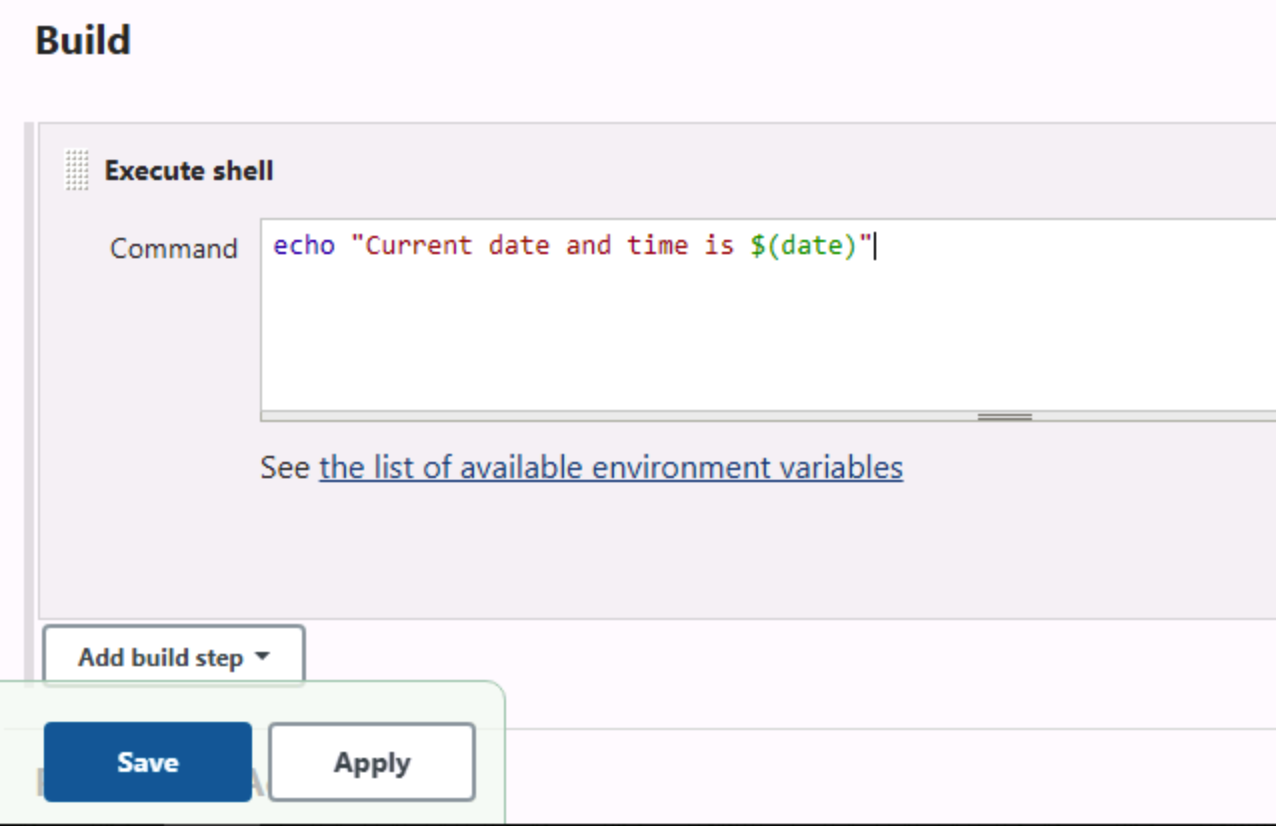 Build
Execute shell
Command
echo "Current date and time is $(date)"
See the list of available environment variables
Add build step
Save
Apply